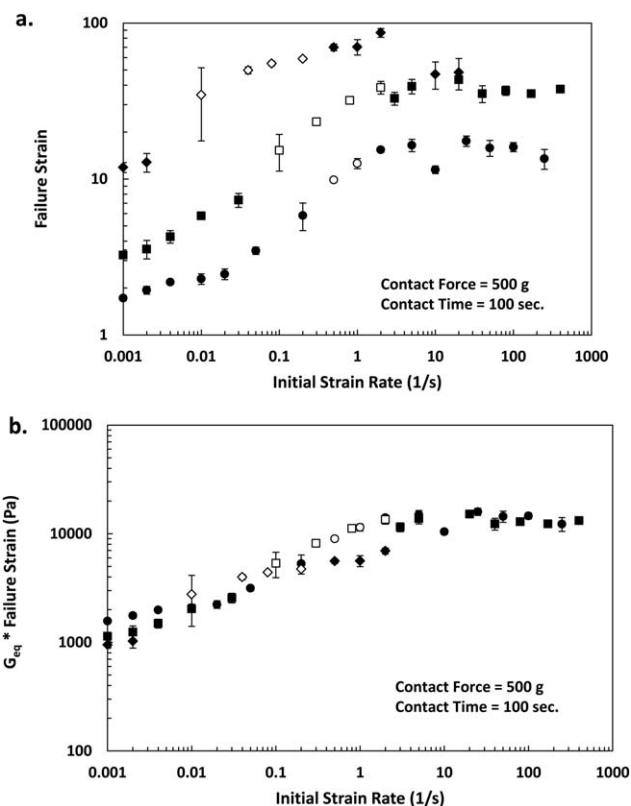 a.
100
10
1
Failure Strain
Contact Force = 500 g
Contact Time = 100 sec.
0.001 0.01 0.1 1 10 100 1000
Initial Strain Rate (1/s)
b.
100000
10000
1000
100
Geq * Failure Strain (Pa)
Contact Force = 500 g
Contact Time = 100 sec.
0.001 0.01 0.1 1 10 100 1000
Initial Strain Rate (1/s)